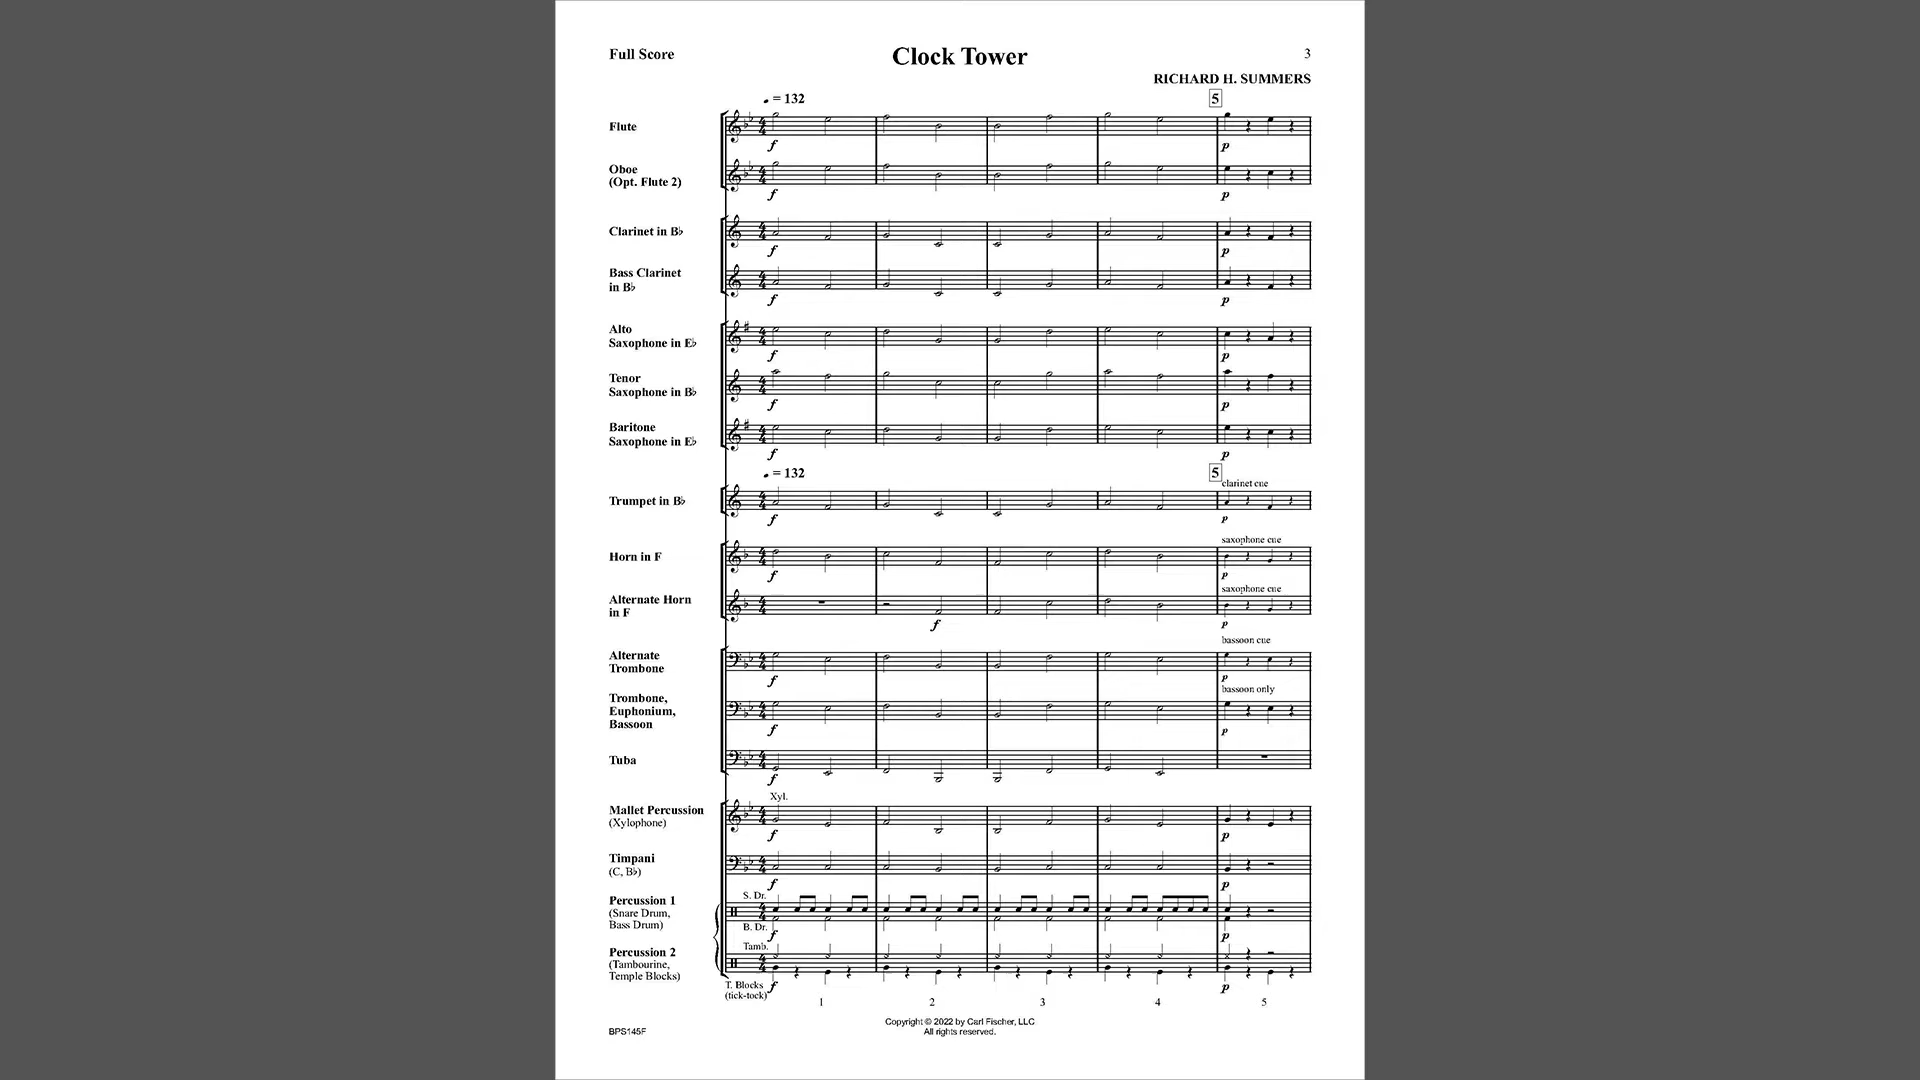 Full Score
Clock Tower
3
RICHARD H. SUMMERS
= 132
5
Flute
f
p
Oboe
(Opt. Flute 2)
f
p
Clarinet in B♭
f
p
Bass Clarinet
in B♭
f
p
Alto
Saxophone in E♭
f
p
Tenor
Saxophone in B♭
f
p
Baritone
Saxophone in E♭
f
p
= 132
5
clarinet cue
Trumpet in B♭
f
p
saxophone cue
Horn in F
f
p
saxophone cue
Alternate Horn
in F
f
p
bassoon cue
Alternate
Trombone
f
p
bassoon only
Trombone,
Euphonium,
Bassoon
f
p
Tuba
f
Xyl.
Mallet Percussion
(Xylophone)
f
p
Timpani
(C, B♭)
f
p
S. Dr.
Percussion 1
(Snare Drum,
Bass Drum)
B. Dr.
f
p
Tamb.
Percussion 2
(Tambourine,
Temple Blocks)
T. Blocks
(tick-tock)
f
p
1 2 3 4 5
Copyright © 2022 by Carl Fischer, LLC
All rights reserved.
BPS145F